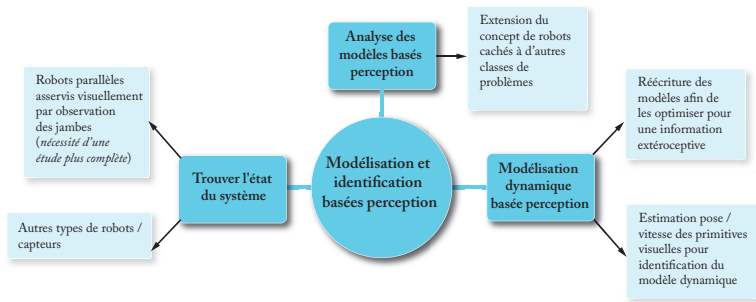 Analyse des
modèles basés
perception
Extension du
concept de robots
cachés à d'autres
classes de
problèmes
Robots parallèles
asservis visuellement
par observation
des jambes
(nécessité d'une
étude plus complète)
Trouver l'état
du système
Autres types de robots /
capteurs
Modélisation et
identification
basées perception
Modélisation
dynamique
basée perception
Réécriture des
modèles afin de
les optimiser pour
une information
extéroceptive
Estimation pose /
vitesse des primitives
visuelles pour
identification du
modèle dynamique